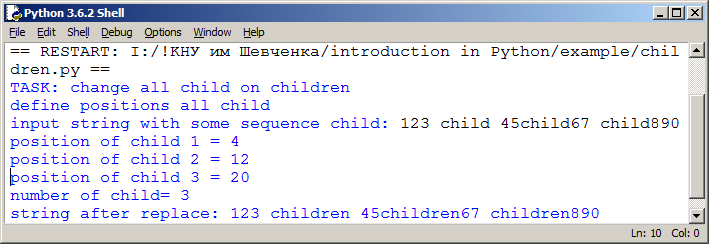 Python 3.6.2 Shell
File Edit Shell Debug Options Window Help
== RESTART: I:/!КНУ им Шевченка/introduction in Python/example/chil
dren.py ==
TASK: change all child on children
define positions all child
input string with some sequence child: 123 child 45child67 child890
position of child 1 = 4
position of child 2 = 12
position of child 3 = 20
number of child= 3
string after replace: 123 children 45children67 children890
Ln: 10 Col: 0